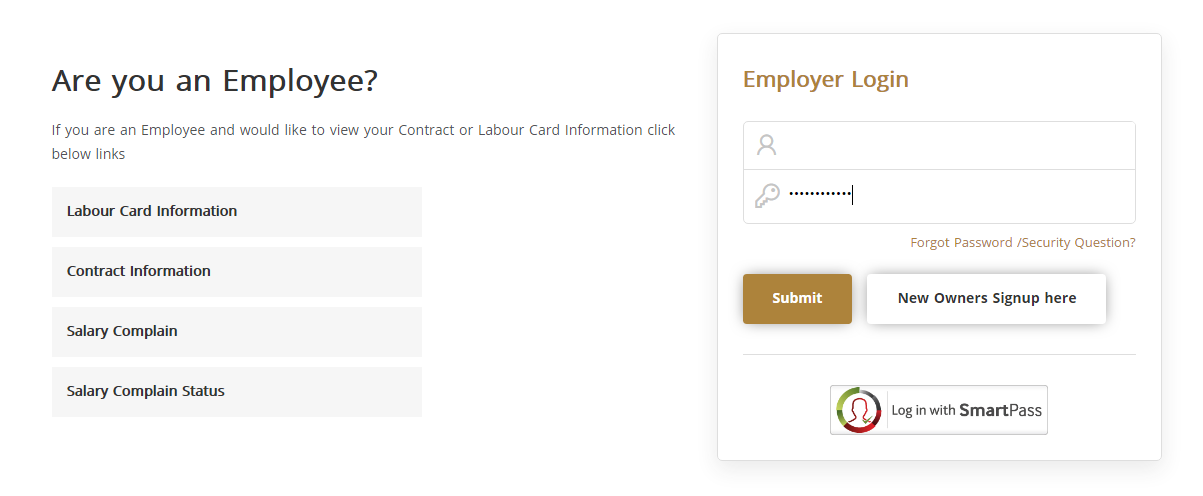 Are you an Employee?
If you are an Employee and would like to view your Contract or Labour Card Information click
below links
Labour Card Information
Contract Information
Salary Complain
Salary Complain Status
Employer Login
••••••••••••
Forgot Password /Security Question?
Submit
New Owners Signup here
Log in with SmartPass